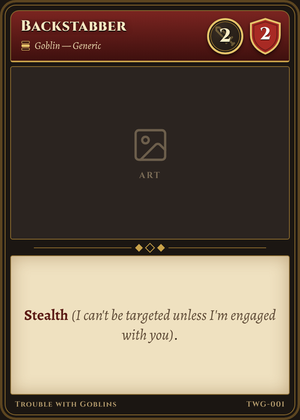 Backstabber
2
2
Goblin — Generic
ART
Stealth (I can't be targeted unless I'm engaged
with you).
Trouble with Goblins
TWG-001